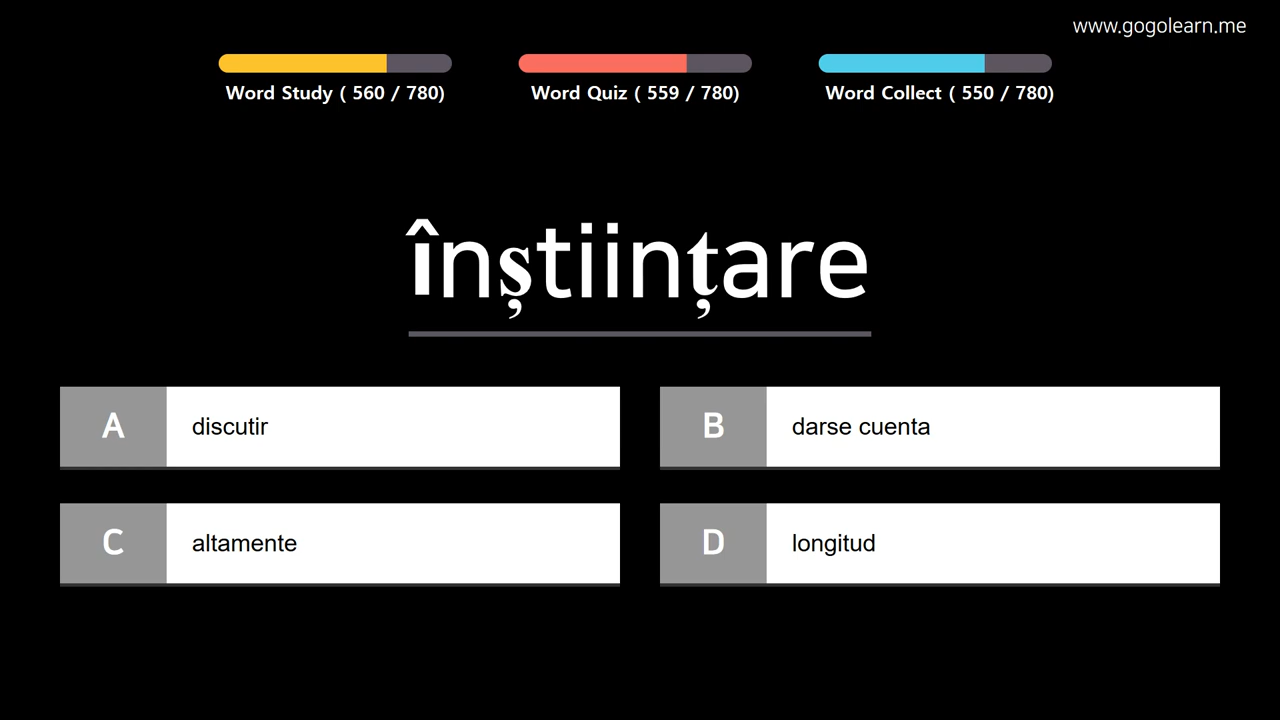 www.gogolearn.me
Word Study ( 560 / 780)
Word Quiz ( 559 / 780)
Word Collect ( 550 / 780)
înștiințare
A discutir
B darse cuenta
C altamente
D longitud